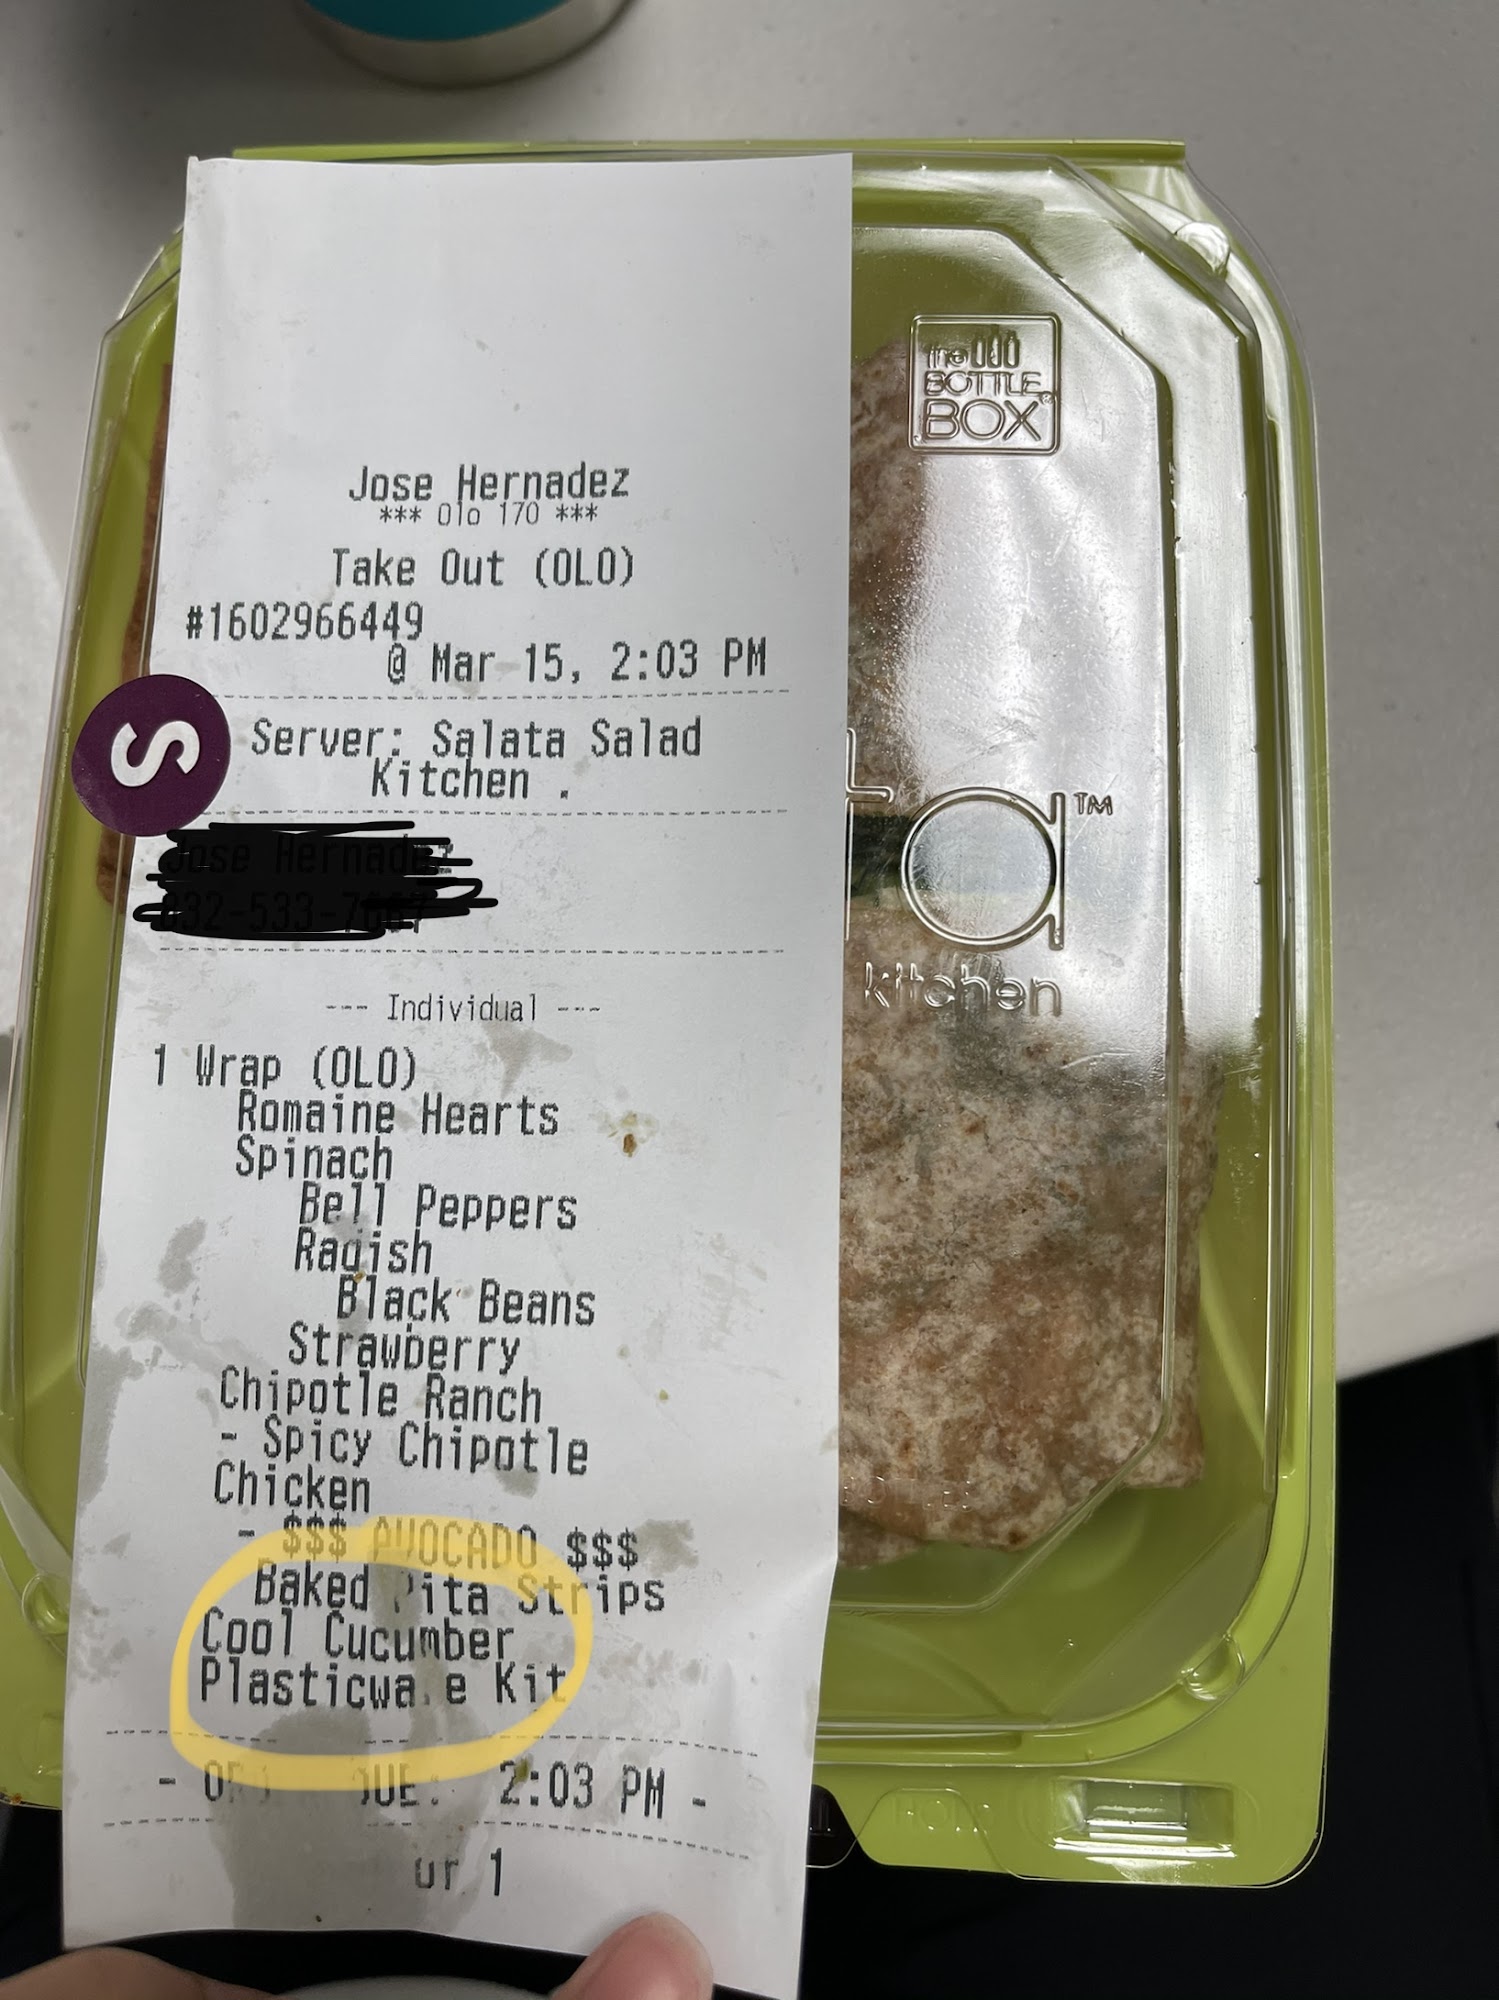 Jose Hernadez
*** Olo 170 ***
Take Out (OLO)
#1602966449
@ Mar 15, 2:03 PM
S
Server: Salata Salad
Kitchen .
--- Individual ---
1 Wrap (OLO)
Romaine Hearts
Spinach
Bell Peppers
Radish
Black Beans
Strawberry
Chipotle Ranch
- Spicy Chipotle
Chicken
- $$$ AVOCADO $$$
Baked Pita Strips
Cool Cucumber
Plasticware Kit
- 2:03 PM -
1
the
BOTTLE
BOX®
ta™
kitchen